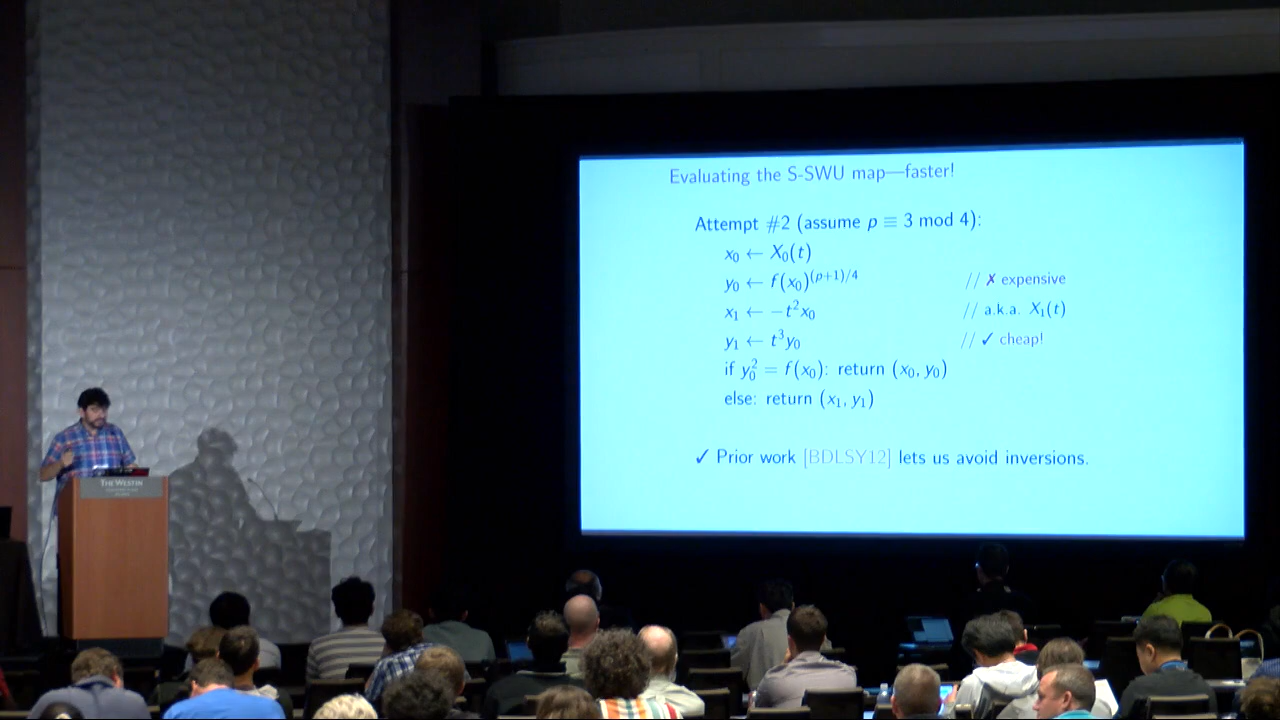 Evaluating the S-SWU map—faster!
Attempt #2 (assume p ≡ 3 mod 4):
x₀ ← X₀(t)
y₀ ← f(x₀)^(p+1)/4 // ✗ expensive
x₁ ← −t²x₀ // a.k.a. X₁(t)
y₁ ← t³y₀ // ✓ cheap!
if y₀² = f(x₀): return (x₀, y₀)
else: return (x₁, y₁)
✓ Prior work [BDLSY12] lets us avoid inversions.
THE WESTIN